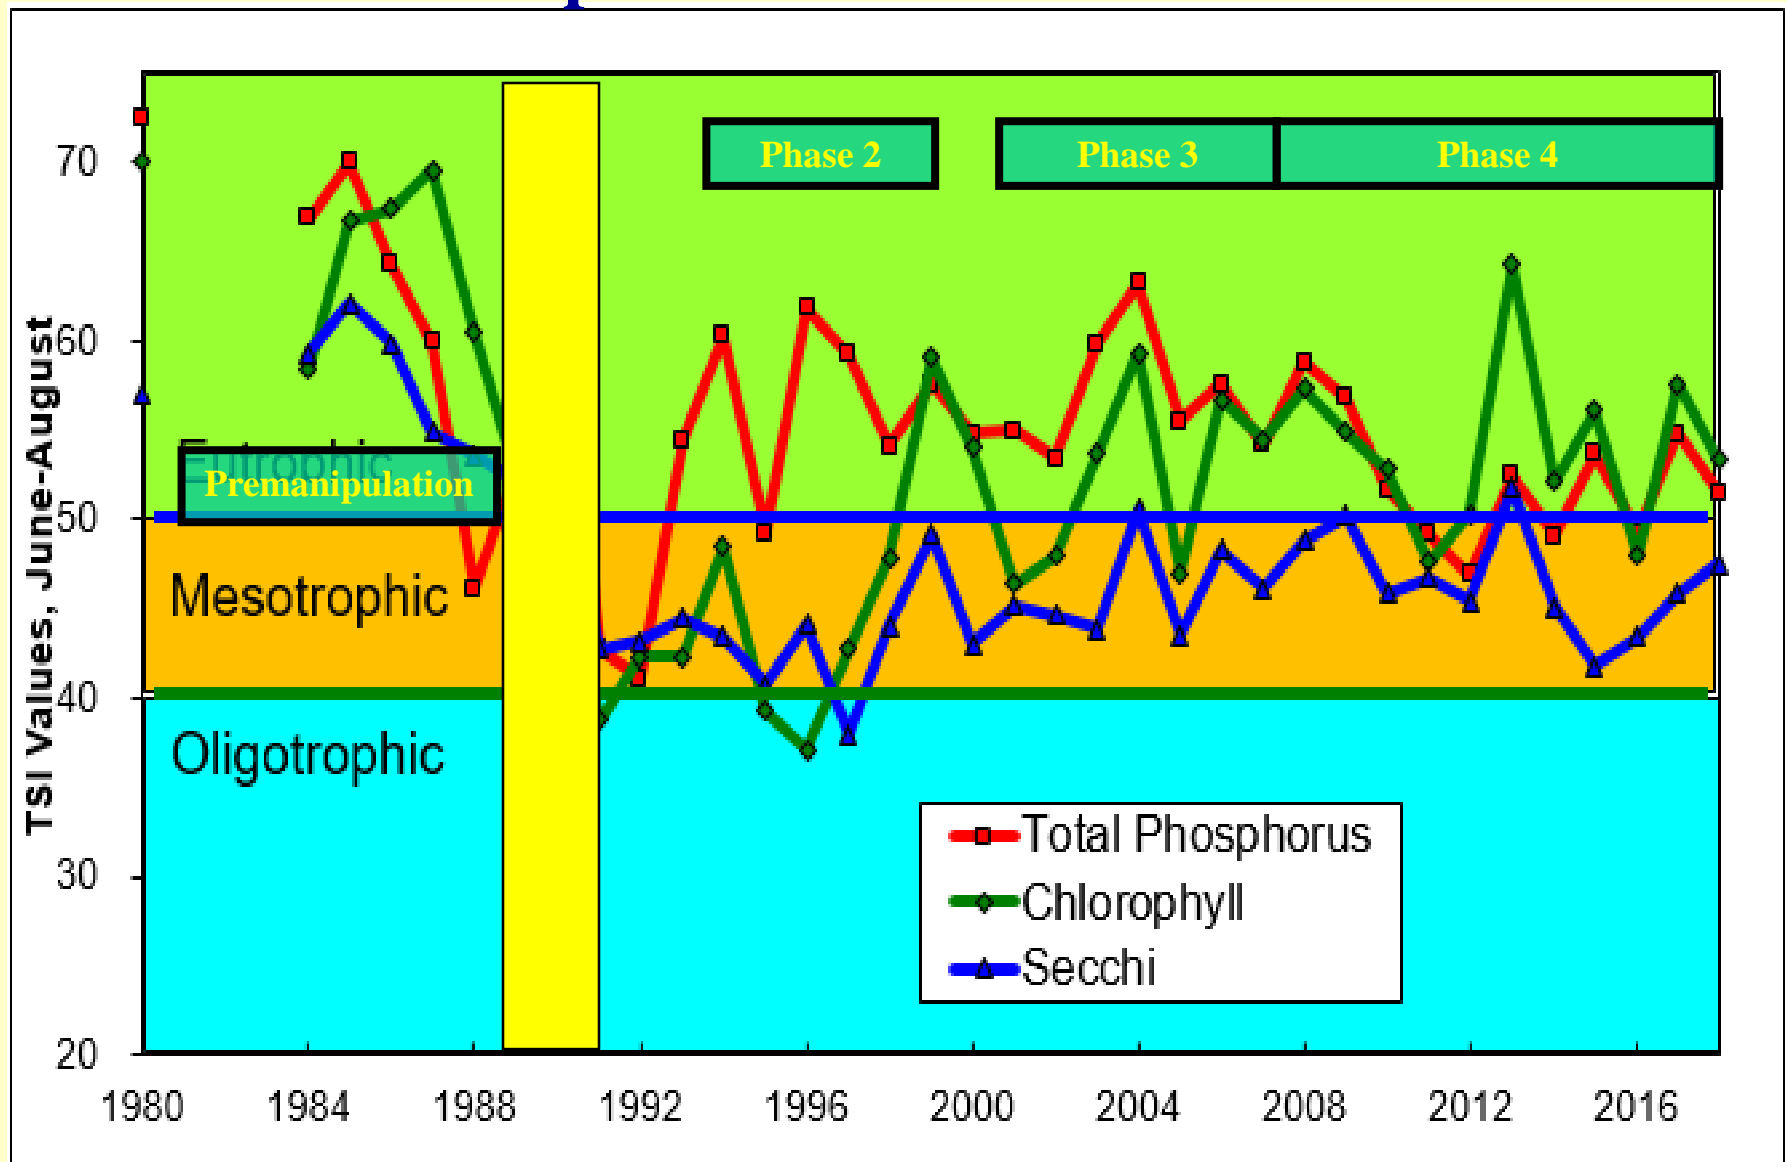 Phase 2
Phase 3
Phase 4
Eutrophic
Premanipulation
Mesotrophic
Oligotrophic
TSI Values, June-August
70
60
50
40
30
20
Total Phosphorus
Chlorophyll
Secchi
1980 1984 1988 1992 1996 2000 2004 2008 2012 2016